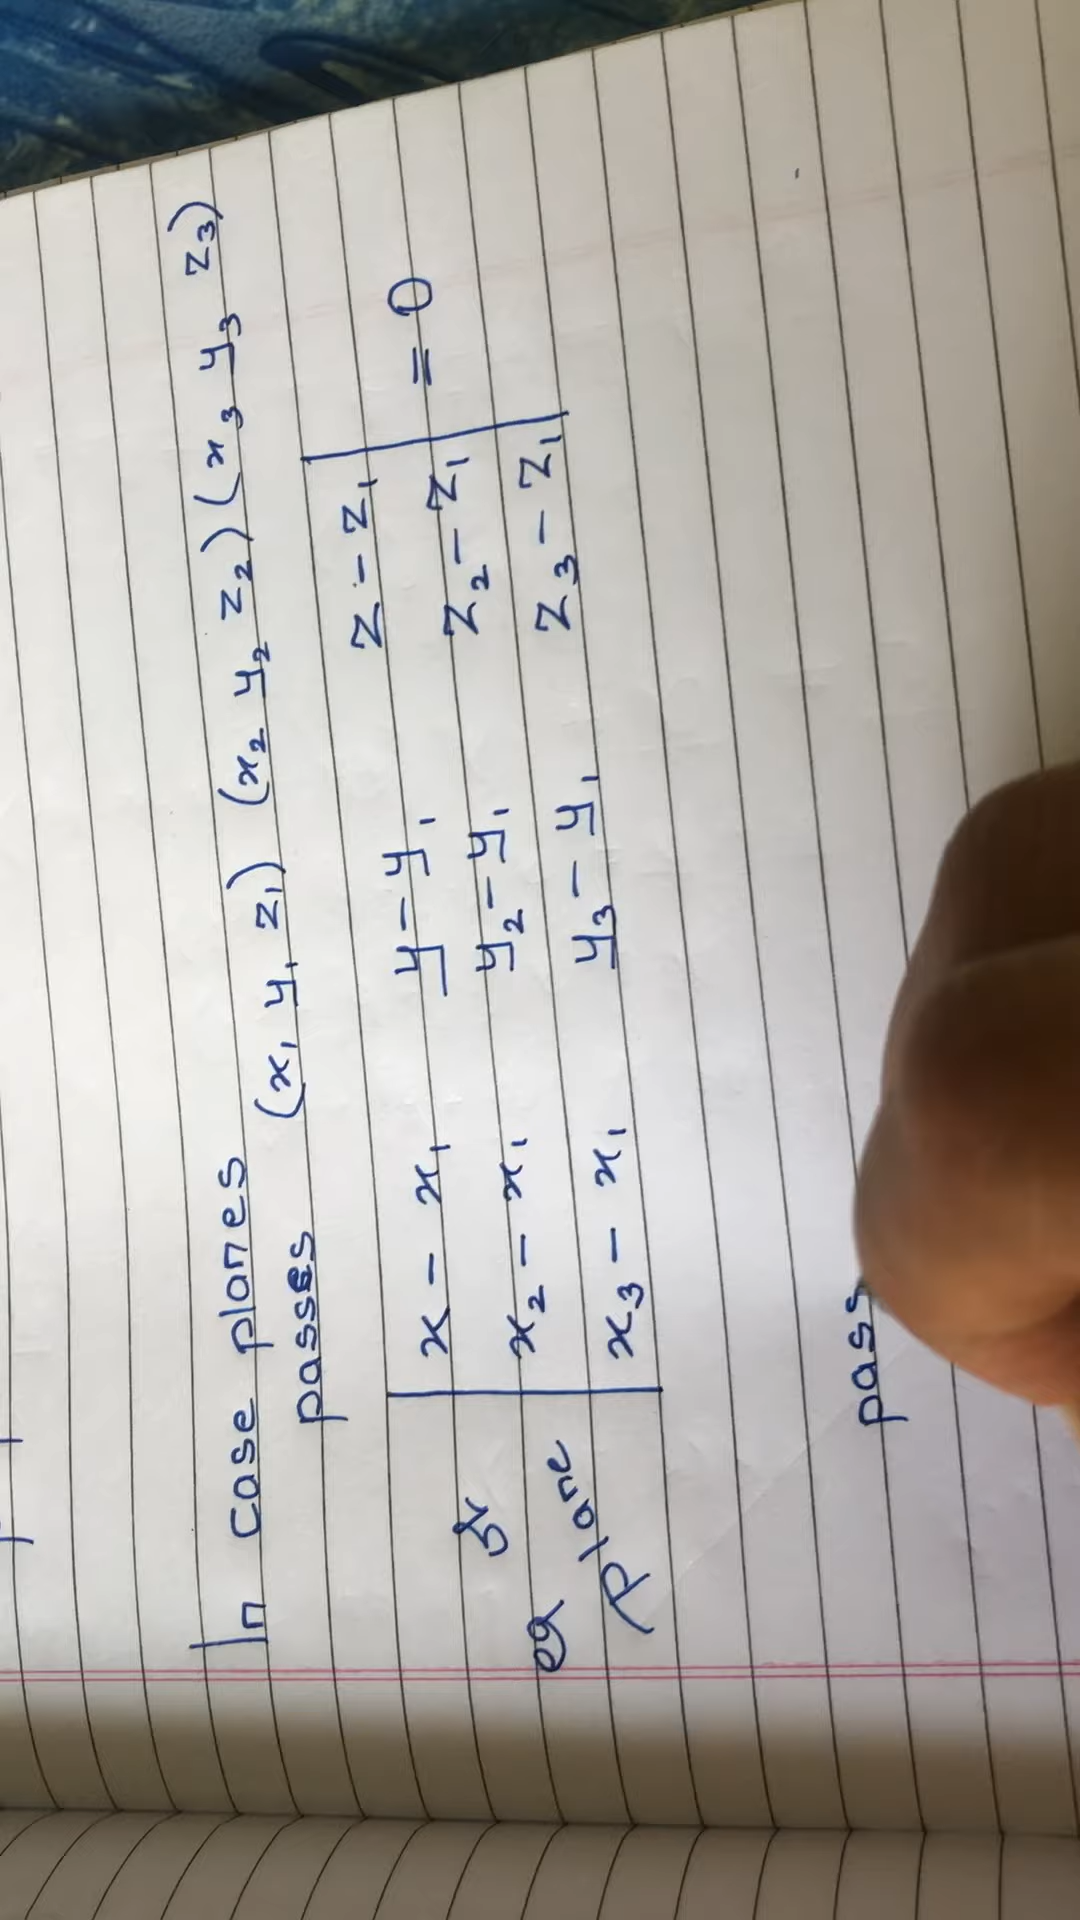 In case planes
passes (x₁ y₁ z₁) (x₂ y₂ z₂) (x₃ y₃ z₃)
| x - x₁ y - y₁ z - z₁ |
| x₂ - x₁ y₂ - y₁ z₂ - z₁ | = 0
| x₃ - x₁ y₃ - y₁ z₃ - z₁ |
eq
Plane
pass